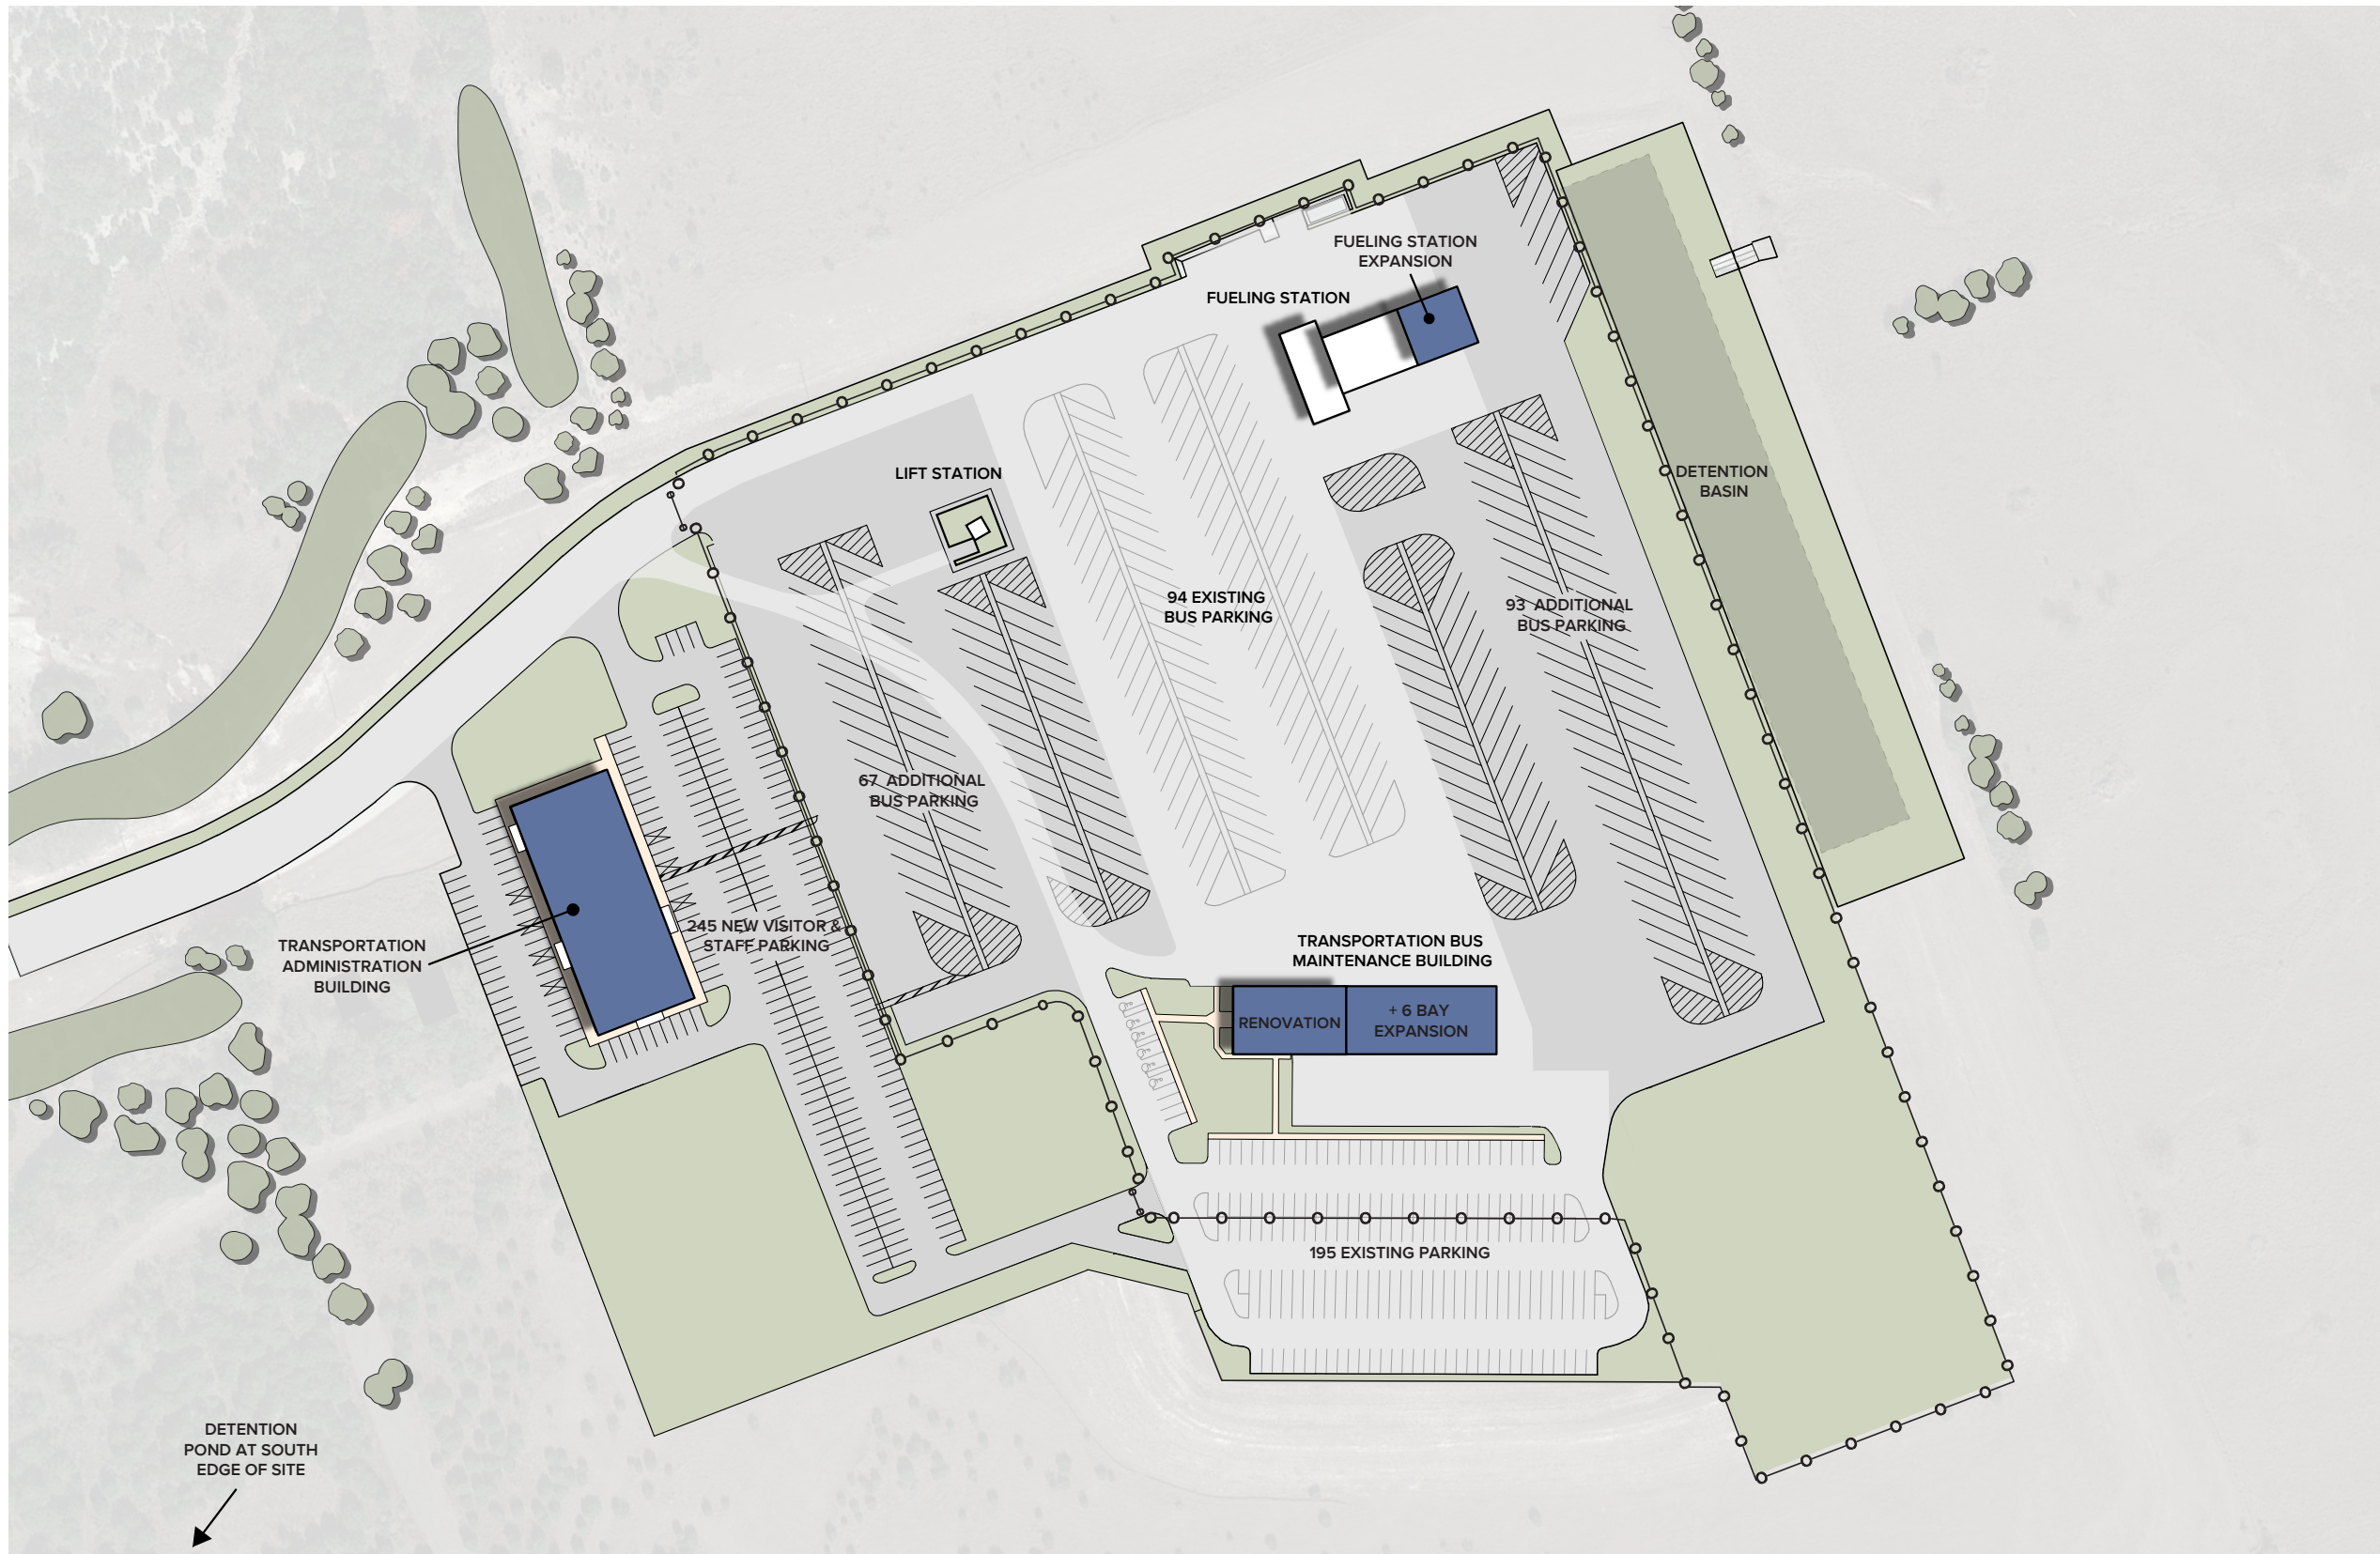 FUELING STATION
EXPANSION
FUELING STATION
LIFT STATION
DETENTION
BASIN
94 EXISTING
BUS PARKING
93 ADDITIONAL
BUS PARKING
67 ADDITIONAL
BUS PARKING
245 NEW VISITOR &
STAFF PARKING
TRANSPORTATION
ADMINISTRATION
BUILDING
TRANSPORTATION BUS
MAINTENANCE BUILDING
RENOVATION
+ 6 BAY
EXPANSION
195 EXISTING PARKING
DETENTION
POND AT SOUTH
EDGE OF SITE